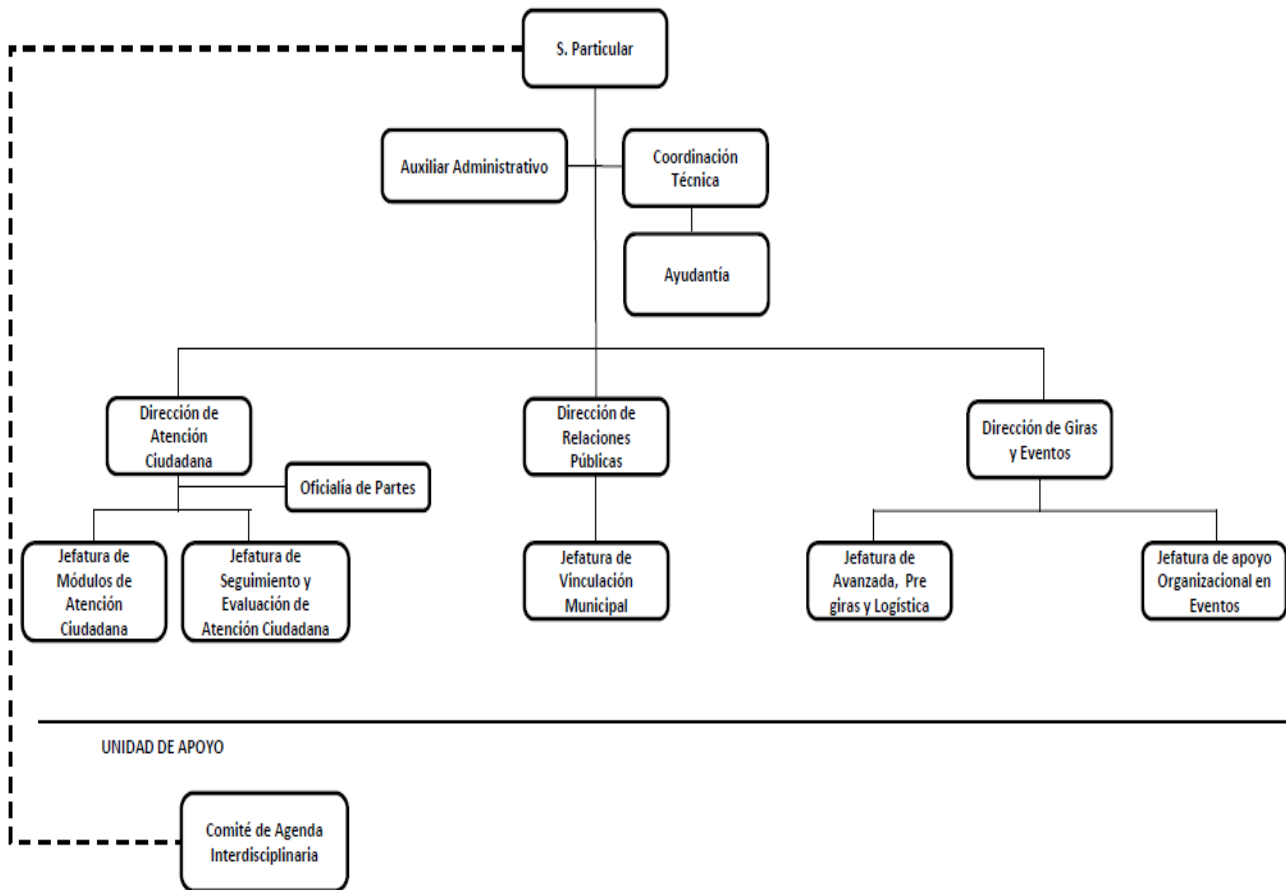 S. Particular
Auxiliar Administrativo
Coordinación
Técnica
Ayudantía
Dirección de
Atención
Ciudadana
Dirección de
Relaciones
Públicas
Dirección de Giras
y Eventos
Oficialía de Partes
Jefatura de
Módulos de
Atención
Ciudadana
Jefatura de
Seguimiento y
Evaluación de
Atención Ciudadana
Jefatura de
Vinculación
Municipal
Jefatura de
Avanzada, Pre
giras y Logística
Jefatura de apoyo
Organizacional en
Eventos
UNIDAD DE APOYO
Comité de Agenda
Interdisciplinaria